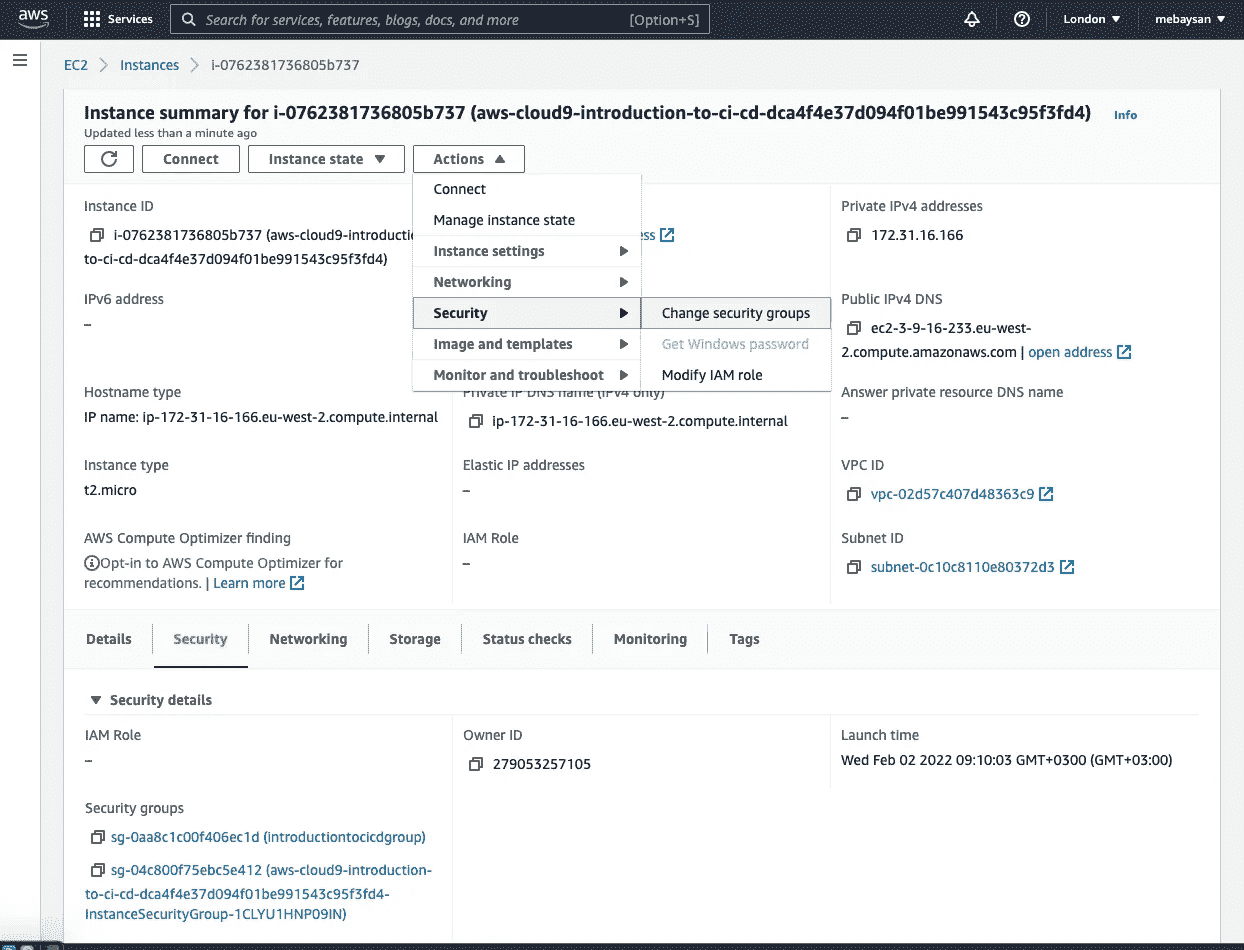 aws
Services
Search for services, features, blogs, docs, and more
[Option+S]
London
mebaysan
EC2
Instances
i-0762381736805b737
Instance summary for i-0762381736805b737 (aws-cloud9-introduction-to-ci-cd-dca4f4e37d094f01be991543c95f3fd4)
Info
Updated less than a minute ago
Connect
Instance state
Actions
Connect
Manage instance state
Instance settings
Networking
Security
Image and templates
Monitor and troubleshoot
Change security groups
Get Windows password
Modify IAM role
Instance ID
i-0762381736805b737 (aws-cloud9-introductio
to-ci-cd-dca4f4e37d094f01be991543c95f3fd4)
ess
Private IPv4 addresses
172.31.16.166
IPv6 address
–
Public IPv4 DNS
ec2-3-9-16-233.eu-west-
2.compute.amazonaws.com | open address
Hostname type
IP name: ip-172-31-16-166.eu-west-2.compute.internal
Private IP DNS name (IPv4 only)
ip-172-31-16-166.eu-west-2.compute.internal
Answer private resource DNS name
–
Instance type
t2.micro
Elastic IP addresses
–
VPC ID
vpc-02d57c407d48363c9
AWS Compute Optimizer finding
Opt-in to AWS Compute Optimizer for
recommendations. | Learn more
IAM Role
–
Subnet ID
subnet-0c10c8110e80372d3
Details
Security
Networking
Storage
Status checks
Monitoring
Tags
Security details
IAM Role
–
Owner ID
279053257105
Launch time
Wed Feb 02 2022 09:10:03 GMT+0300 (GMT+03:00)
Security groups
sg-0aa8c1c00f406ec1d (introductiontocicdgroup)
sg-04c800f75ebc5e412 (aws-cloud9-introduction-
to-ci-cd-dca4f4e37d094f01be991543c95f3fd4-
InstanceSecurityGroup-1CLYU1HNP09IN)